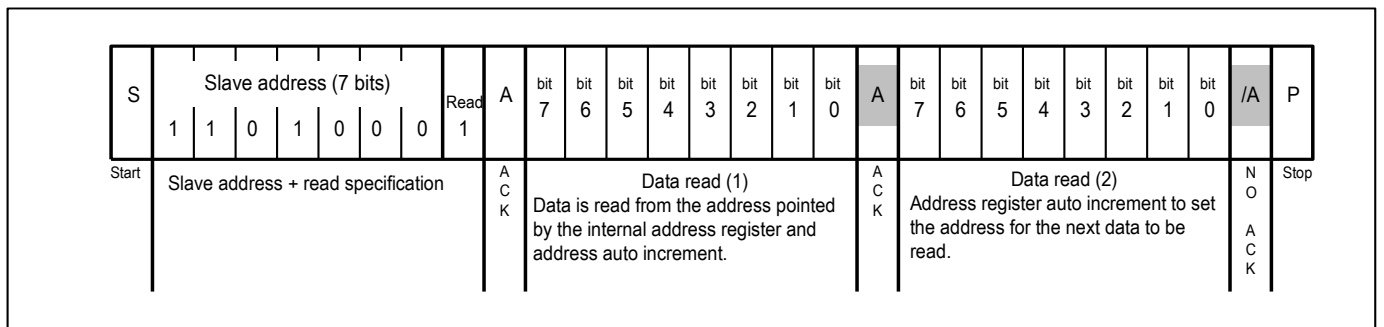 S
Slave address (7 bits)
1 1 0 1 0 0 0
Read
1
A
bit 7
bit 6
bit 5
bit 4
bit 3
bit 2
bit 1
bit 0
A
bit 7
bit 6
bit 5
bit 4
bit 3
bit 2
bit 1
bit 0
/A
P
Start
Slave address + read specification
A
C
K
Data read (1)
Data is read from the address pointed
by the internal address register and
address auto increment.
A
C
K
Data read (2)
Address register auto increment to set
the address for the next data to be
read.
N
O
A
C
K
Stop